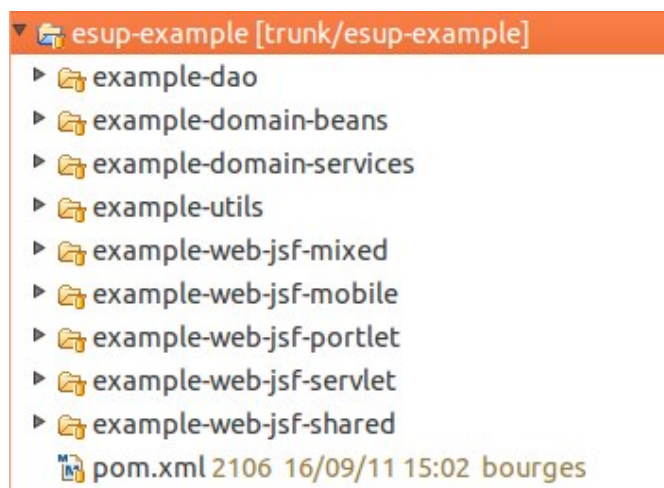 esup-example [trunk/esup-example]
example-dao
example-domain-beans
example-domain-services
example-utils
example-web-jsf-mixed
example-web-jsf-mobile
example-web-jsf-portlet
example-web-jsf-servlet
example-web-jsf-shared
pom.xml 2106 16/09/11 15:02 bourges